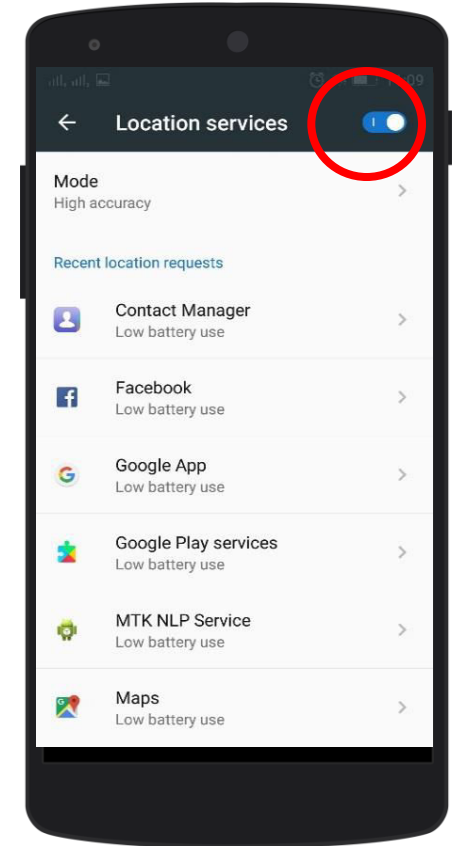 Location services
Mode
High accuracy
Recent location requests
Contact Manager
Low battery use
Facebook
Low battery use
Google App
Low battery use
Google Play services
Low battery use
MTK NLP Service
Low battery use
Maps
Low battery use